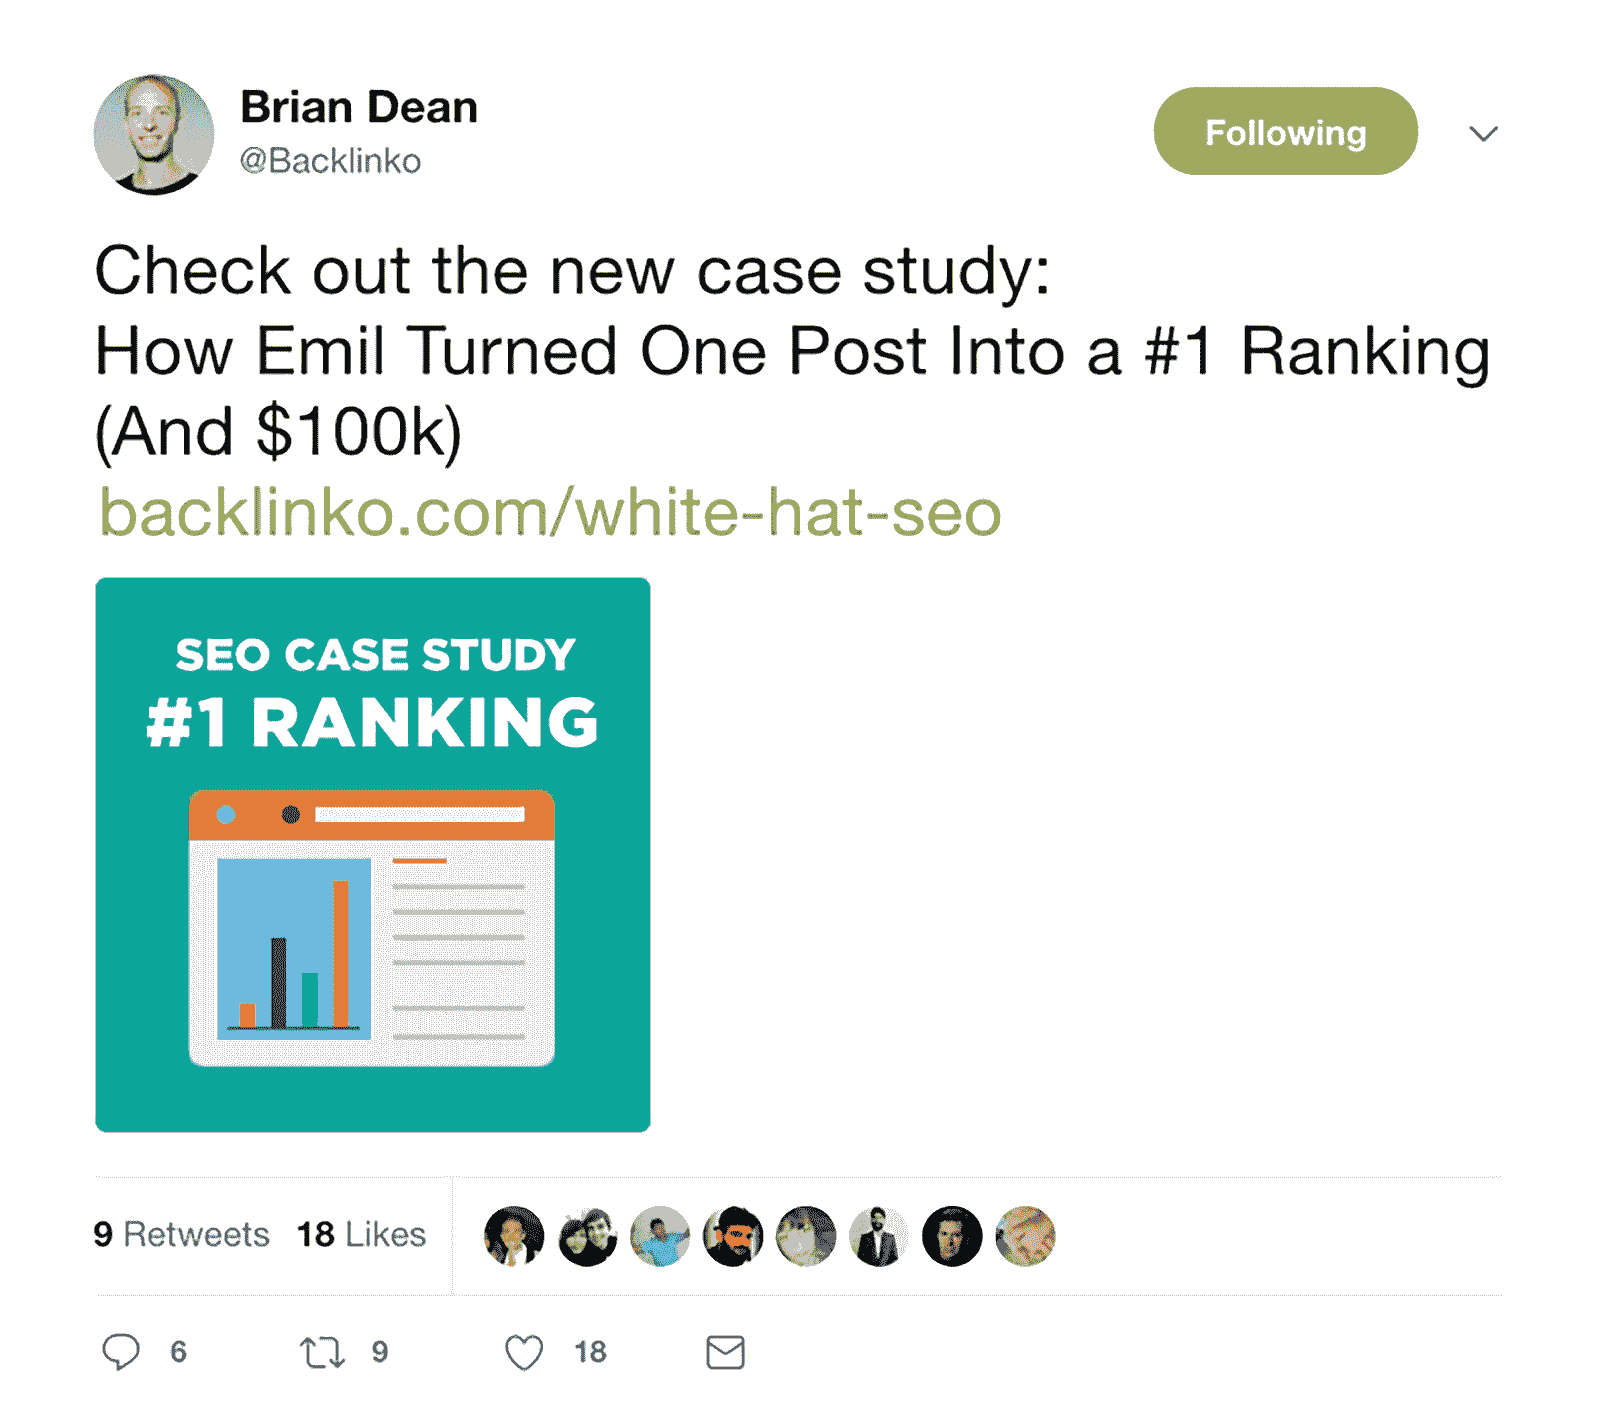 Brian Dean
@Backlinko
Following
Check out the new case study:
How Emil Turned One Post Into a #1 Ranking
(And $100k)
backlinko.com/white-hat-seo
SEO CASE STUDY
#1 RANKING
9 Retweets 18 Likes
6 9 18